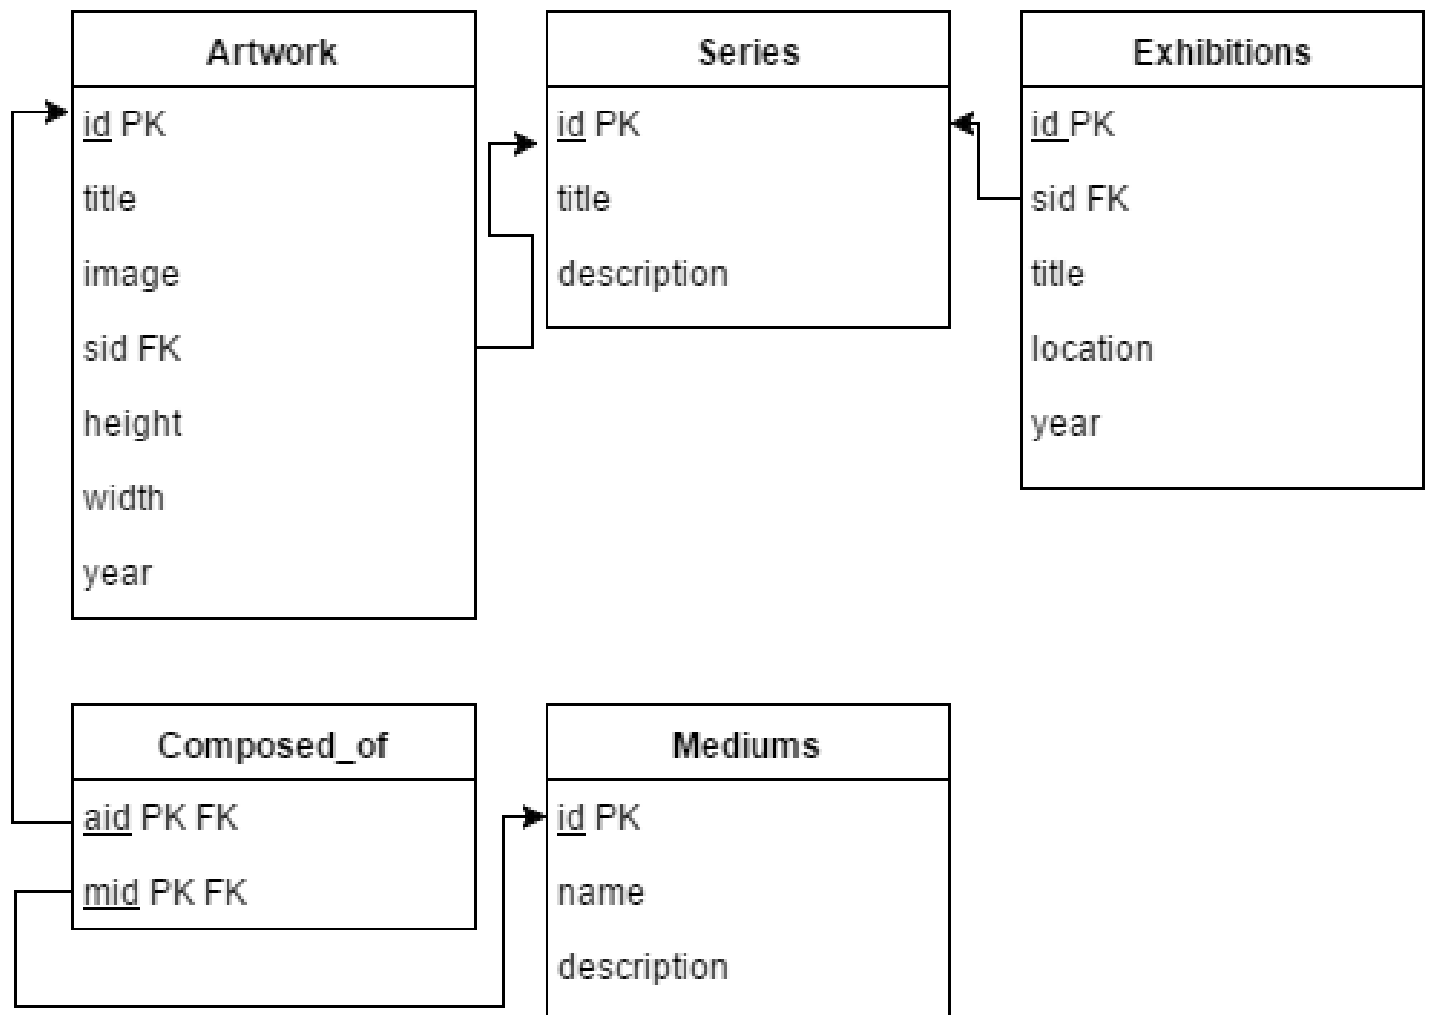 Artwork
id PK
title
image
sid FK
height
width
year
Series
id PK
title
description
Exhibitions
id PK
sid FK
title
location
year
Composed_of
aid PK FK
mid PK FK
Mediums
id PK
name
description